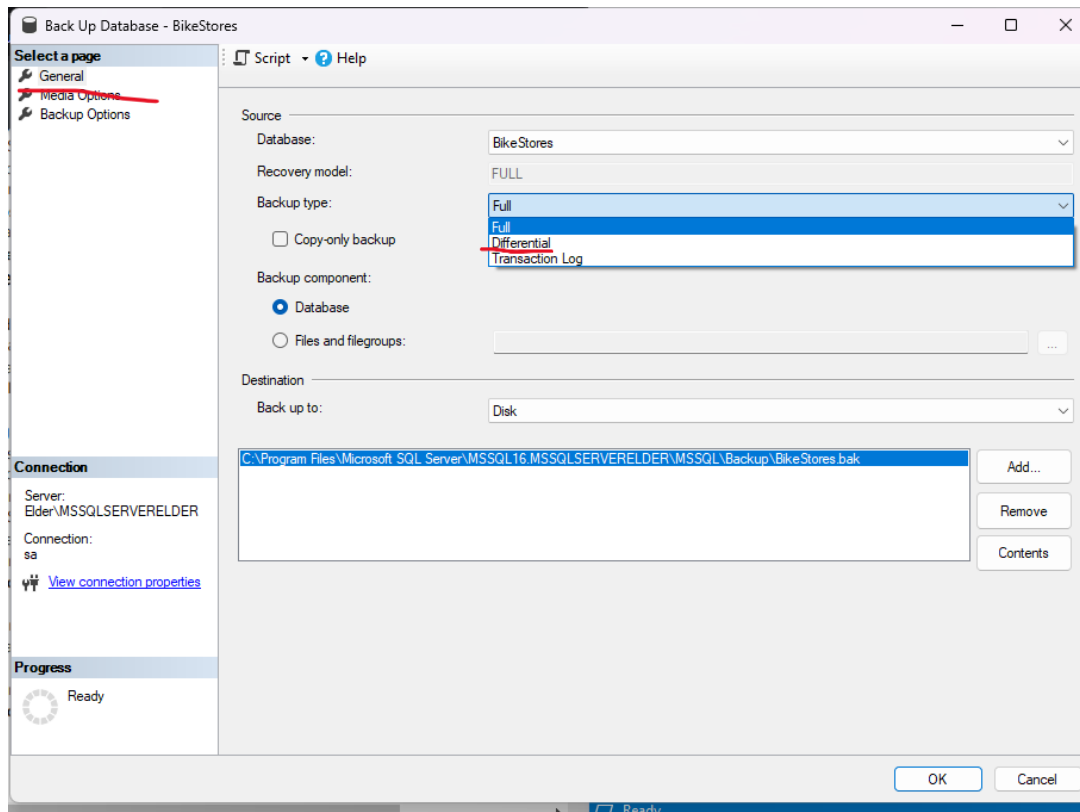 Back Up Database - BikeStores
Select a page
General
Media Options
Backup Options
Script
Help
Source
Database:
BikeStores
Recovery model:
FULL
Backup type:
Full
Full
Differential
Transaction Log
Copy-only backup
Backup component:
Database
Files and filegroups:
...
Destination
Back up to:
Disk
C:\Program Files\Microsoft SQL Server\MSSQL16.MSSQLSERVERELDER\MSSQL\Backup\BikeStores.bak
Add...
Remove
Contents
Connection
Server:
Elder\MSSQLSERVERELDER
Connection:
sa
View connection properties
Progress
Ready
OK
Cancel
Ready